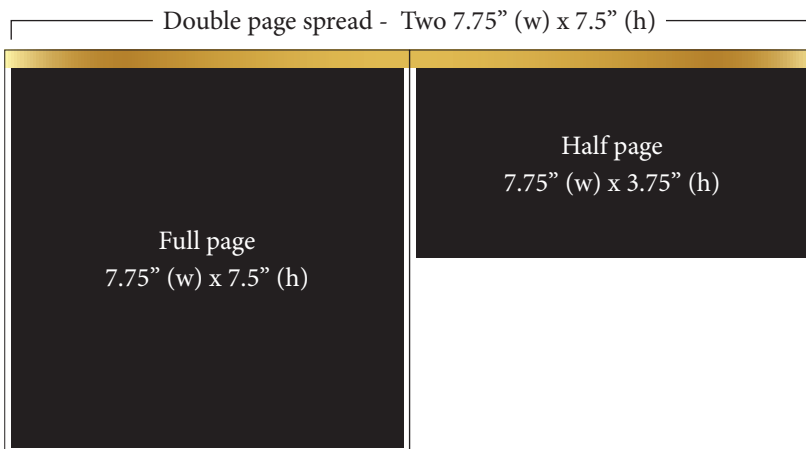 Double page spread - Two 7.75” (w) x 7.5” (h)
Half page
7.75” (w) x 3.75” (h)
Full page
7.75” (w) x 7.5” (h)